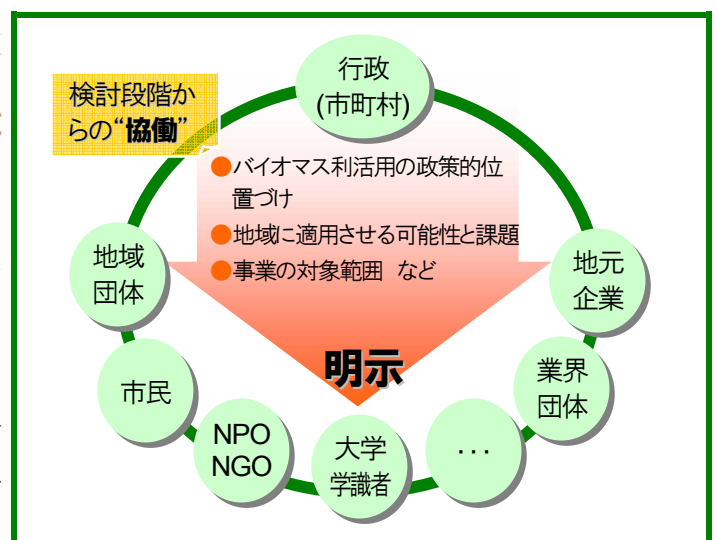 行政
(市町村)
検討段階か
らの“協働”
●バイオマス利活用の政策的位
置づけ
●地域に適用させる可能性と課題
●事業の対象範囲 など
明示
地域
団体
地元
企業
市民
業界
団体
NPO
NGO
大学
学識者
・・・